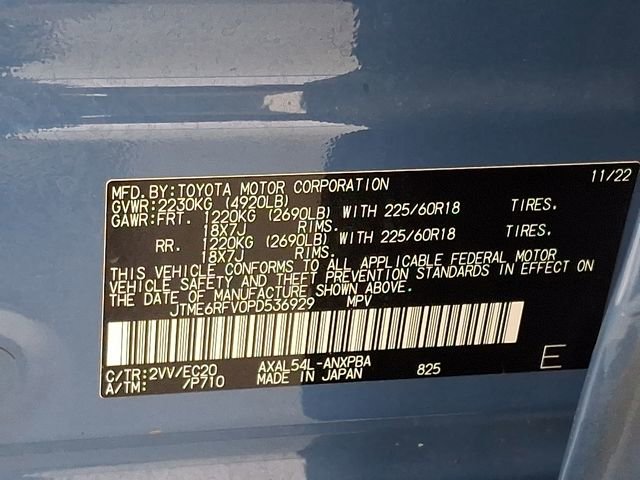 MFD. BY: TOYOTA MOTOR CORPORATION 11/22
GVWR: 2230KG (4920LB)
GAWR: FRT. 1220KG (2690LB) WITH 225/60R18 TIRES.
18X7J RIMS.
RR. 1220KG (2690LB) WITH 225/60R18 TIRES.
18X7J RIMS.
THIS VEHICLE CONFORMS TO ALL APPLICABLE FEDERAL MOTOR
VEHICLE SAFETY AND THEFT PREVENTION STANDARDS IN EFFECT ON
THE DATE OF MANUFACTURE SHOWN ABOVE.
JTME6RFV0PD536929 MPV
C/TR: 2VV/EC20 AXAL54L-ANXPBA 825 E
A/TM: /P710 MADE IN JAPAN